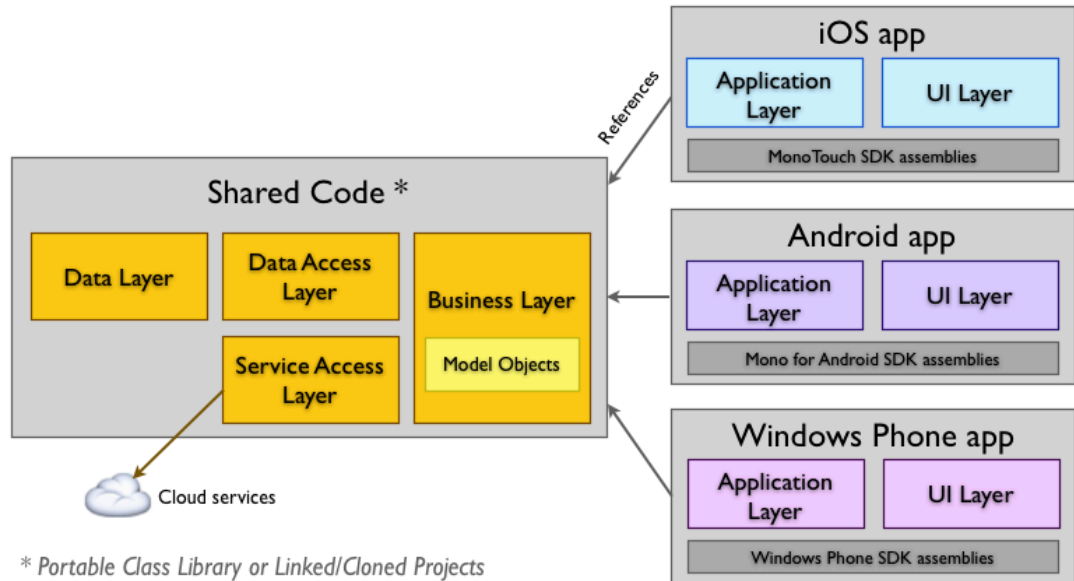 iOS app
Application
Layer
UI Layer
MonoTouch SDK assemblies
References
Shared Code *
Data Layer
Data Access
Layer
Business Layer
Model Objects
Service Access
Layer
Cloud services
Android app
Application
Layer
UI Layer
Mono for Android SDK assemblies
Windows Phone app
Application
Layer
UI Layer
Windows Phone SDK assemblies
* Portable Class Library or Linked/Cloned Projects